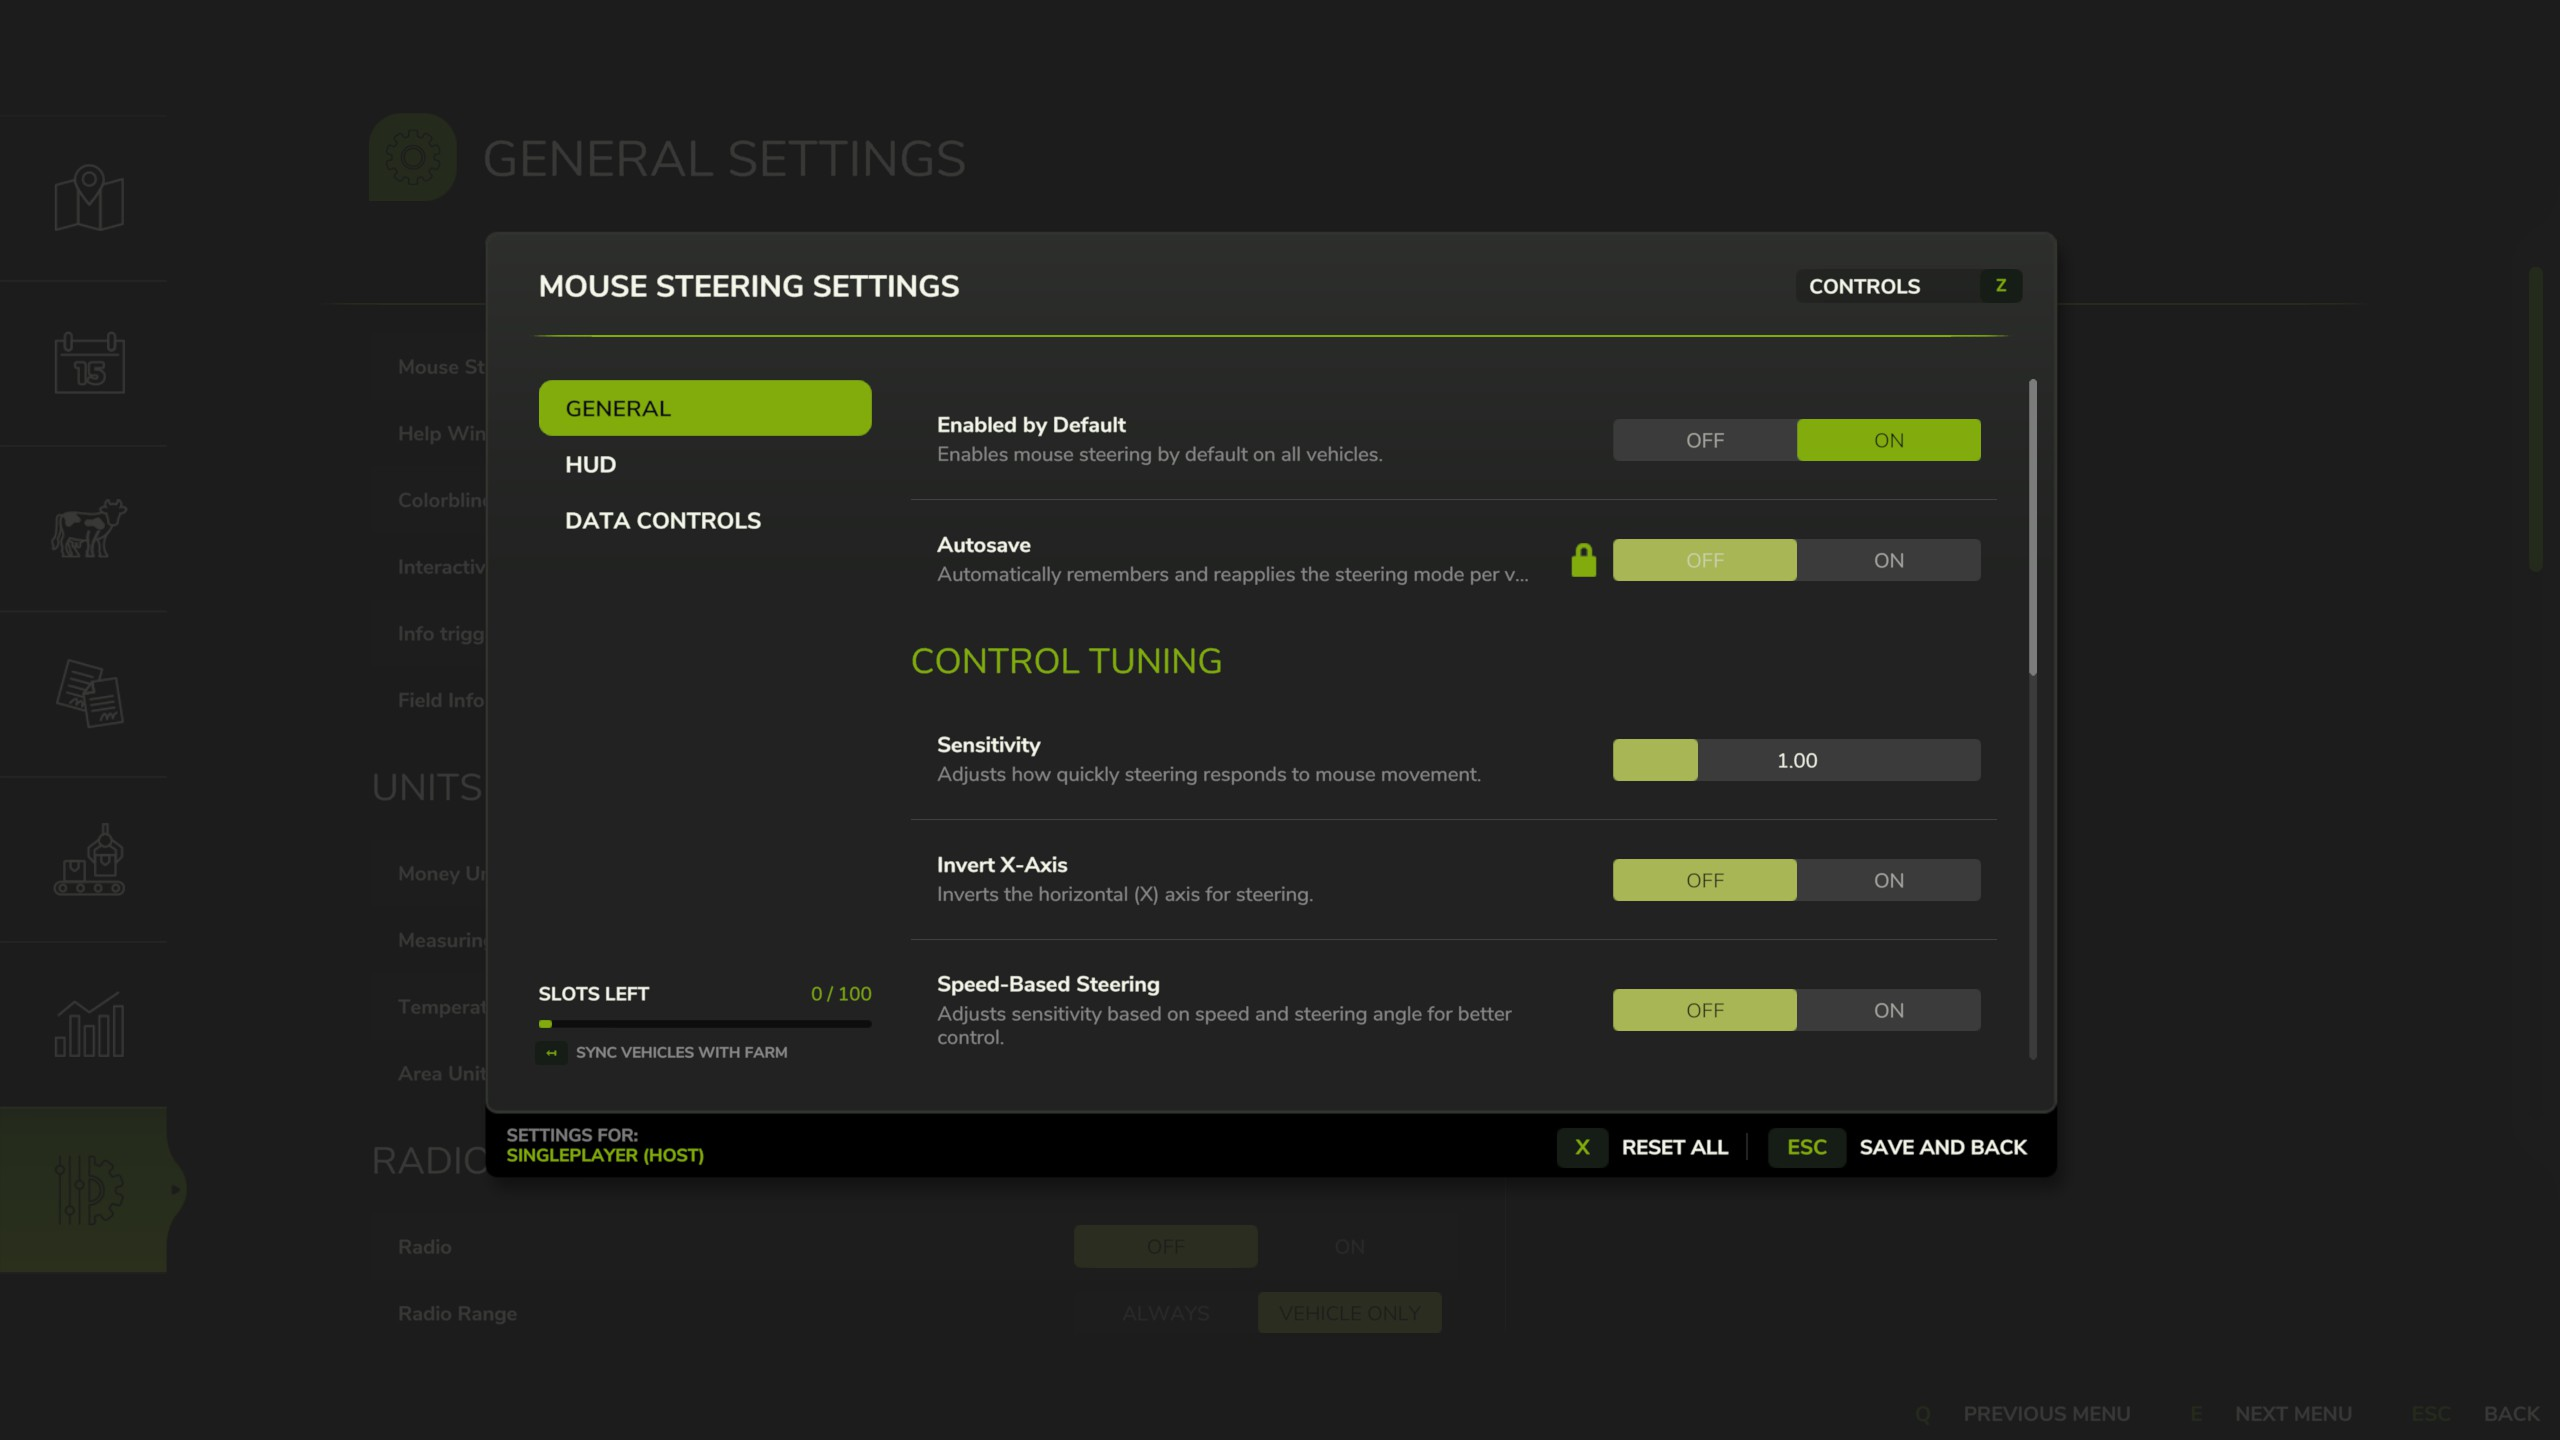 GENERAL SETTINGS
MOUSE STEERING SETTINGS
CONTROLS Z
15
Mouse St
Help Win
Colorblin
Interactiv
Info trigg
Field Info
UNITS
Money Un
Measuring
Temperat
Area Unit
RADIO
GENERAL
HUD
DATA CONTROLS
Enabled by Default
Enables mouse steering by default on all vehicles.
OFF ON
Autosave
Automatically remembers and reapplies the steering mode per v...
OFF ON
CONTROL TUNING
Sensitivity
Adjusts how quickly steering responds to mouse movement.
1.00
Invert X-Axis
Inverts the horizontal (X) axis for steering.
OFF ON
Speed-Based Steering
Adjusts sensitivity based on speed and steering angle for better
control.
OFF ON
SLOTS LEFT 0 / 100
SYNC VEHICLES WITH FARM
SETTINGS FOR:
SINGLEPLAYER (HOST)
X RESET ALL ESC SAVE AND BACK
Radio OFF ON
Radio Range ALWAYS VEHICLE ONLY
Q PREVIOUS MENU E NEXT MENU ESC BACK